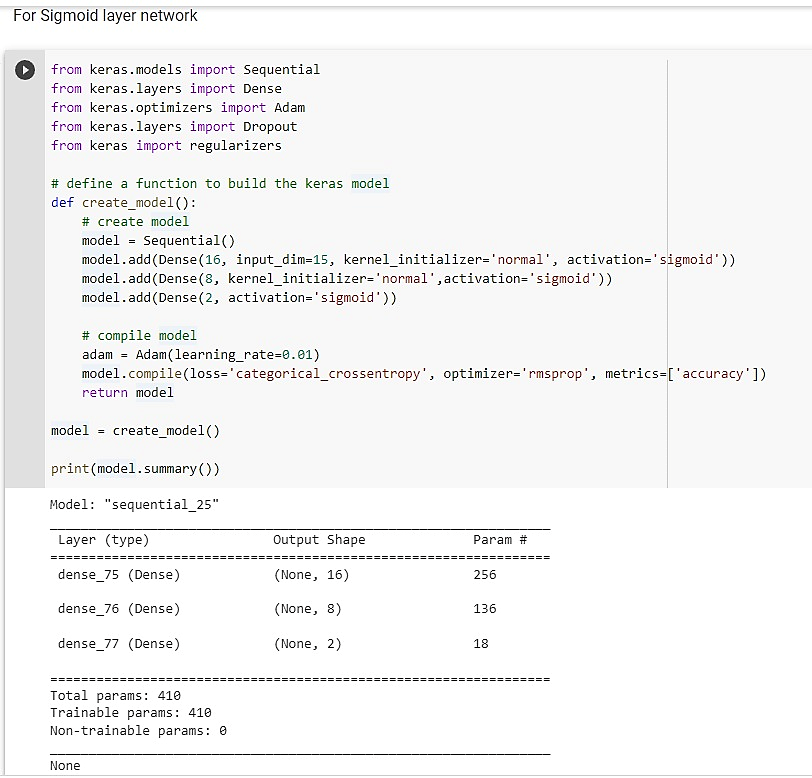 For Sigmoid layer network
from keras.models import Sequential
from keras.layers import Dense
from keras.optimizers import Adam
from keras.layers import Dropout
from keras import regularizers
# define a function to build the keras model
def create_model():
# create model
model = Sequential()
model.add(Dense(16, input_dim=15, kernel_initializer='normal', activation='sigmoid'))
model.add(Dense(8, kernel_initializer='normal',activation='sigmoid'))
model.add(Dense(2, activation='sigmoid'))
# compile model
adam = Adam(learning_rate=0.01)
model.compile(loss='categorical_crossentropy', optimizer='rmsprop', metrics=['accuracy'])
return model
model = create_model()
print(model.summary())
Model: "sequential_25"
Layer (type) Output Shape Param #
dense_75 (Dense) (None, 16) 256
dense_76 (Dense) (None, 8) 136
dense_77 (Dense) (None, 2) 18
Total params: 410
Trainable params: 410
Non-trainable params: 0
None